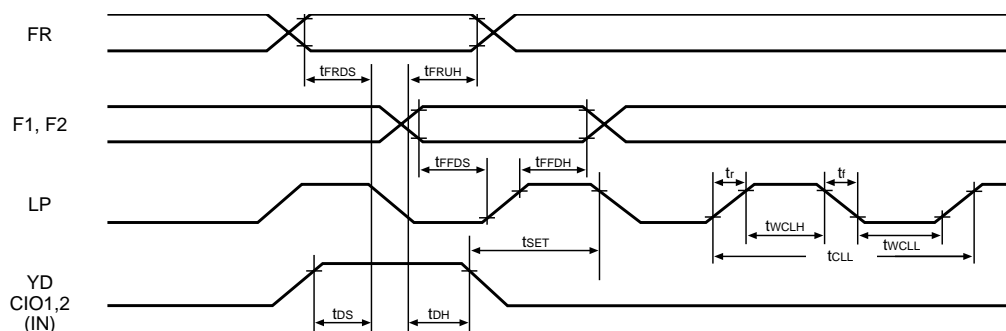 FR
tFRDS tFRUH
F1, F2
tFFDS tFFDH
LP
tr tf
tWCLH tWCLL
tSET
tCLL
YD
CIO1,2
(IN)
tDS tDH